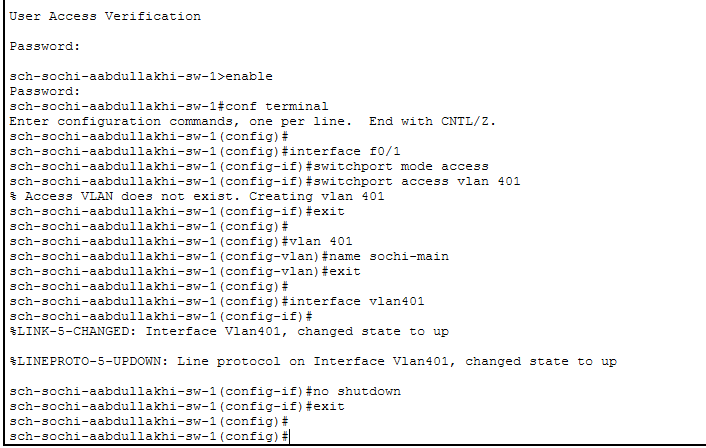 User Access Verification
Password:
sch-sochi-aabdullakhi-sw-1>enable
Password:
sch-sochi-aabdullakhi-sw-1#conf terminal
Enter configuration commands, one per line.  End with CNTL/Z.
sch-sochi-aabdullakhi-sw-1(config)#
sch-sochi-aabdullakhi-sw-1(config)#interface f0/1
sch-sochi-aabdullakhi-sw-1(config-if)#switchport mode access
sch-sochi-aabdullakhi-sw-1(config-if)#switchport access vlan 401
% Access VLAN does not exist. Creating vlan 401
sch-sochi-aabdullakhi-sw-1(config-if)#exit
sch-sochi-aabdullakhi-sw-1(config)#
sch-sochi-aabdullakhi-sw-1(config)#vlan 401
sch-sochi-aabdullakhi-sw-1(config-vlan)#name sochi-main
sch-sochi-aabdullakhi-sw-1(config-vlan)#exit
sch-sochi-aabdullakhi-sw-1(config)#
sch-sochi-aabdullakhi-sw-1(config)#interface vlan401
sch-sochi-aabdullakhi-sw-1(config-if)#
%LINK-5-CHANGED: Interface Vlan401, changed state to up
%LINEPROTO-5-UPDOWN: Line protocol on Interface Vlan401, changed state to up
sch-sochi-aabdullakhi-sw-1(config-if)#no shutdown
sch-sochi-aabdullakhi-sw-1(config-if)#exit
sch-sochi-aabdullakhi-sw-1(config)#
sch-sochi-aabdullakhi-sw-1(config)#